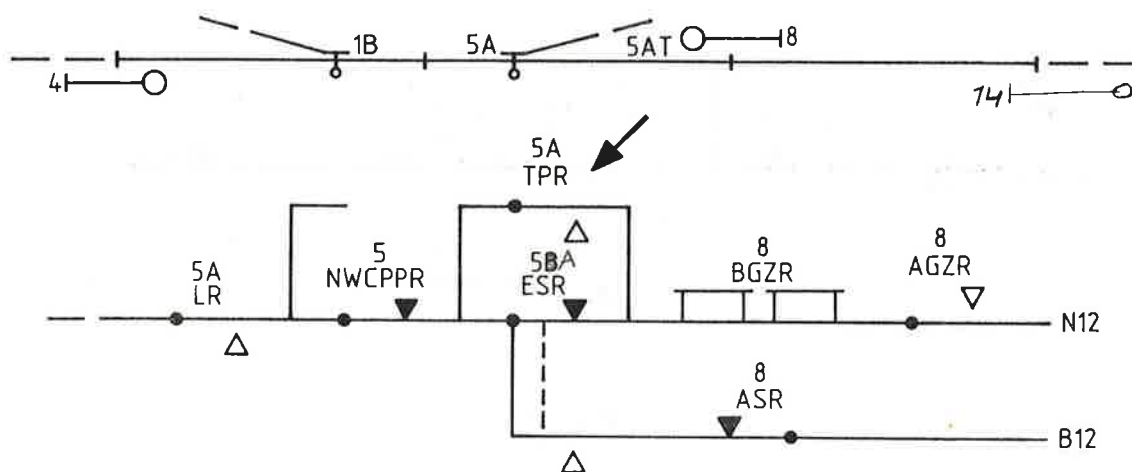 1B 5A 5AT 8
4
14
5A
TPR
5A
LR
5
NWCPPR
5BA
ESR
8
BGZR
8
AGZR
N12
8
ASR
B12